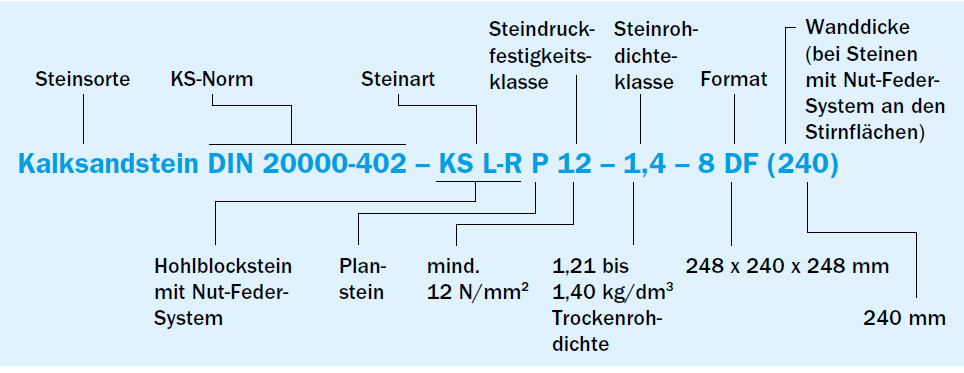 Steinsorte
KS-Norm
Steinart
Steindruck-
festigkeits-
klasse
Steinroh-
dichte-
klasse
Format
Wanddicke
(bei Steinen
mit Nut-Feder-
System an den
Stirnflächen)
Kalksandstein DIN 20000-402 – KS L-R P 12 – 1,4 – 8 DF (240)
Hohlblockstein
mit Nut-Feder-
System
Plan-
stein
mind.
12 N/mm²
1,21 bis
1,40 kg/dm³
Trockenroh-
dichte
248 x 240 x 248 mm
240 mm